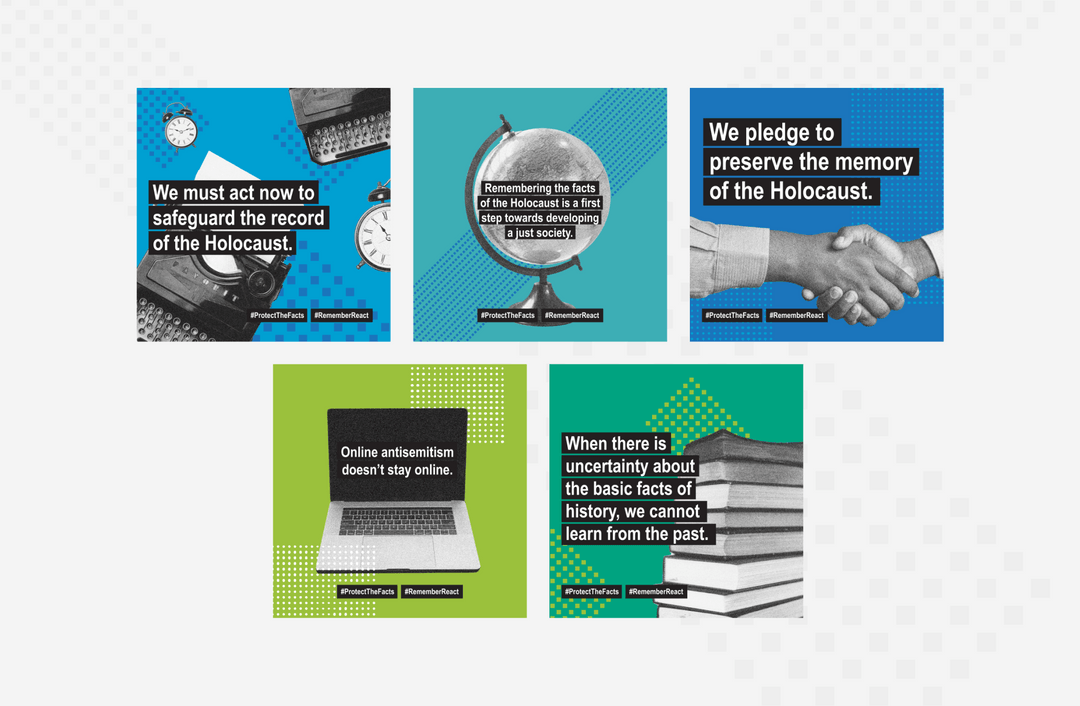 We must act now to
safeguard the record
of the Holocaust.
#ProtectTheFacts #RememberReact
Remembering the facts
of the Holocaust is a first
step towards developing
a just society.
#ProtectTheFacts #RememberReact
We pledge to
preserve the memory
of the Holocaust.
#ProtectTheFacts #RememberReact
Online antisemitism
doesn’t stay online.
#ProtectTheFacts #RememberReact
When there is
uncertainty about
the basic facts of
history, we cannot
learn from the past.
#ProtectTheFacts #RememberReact